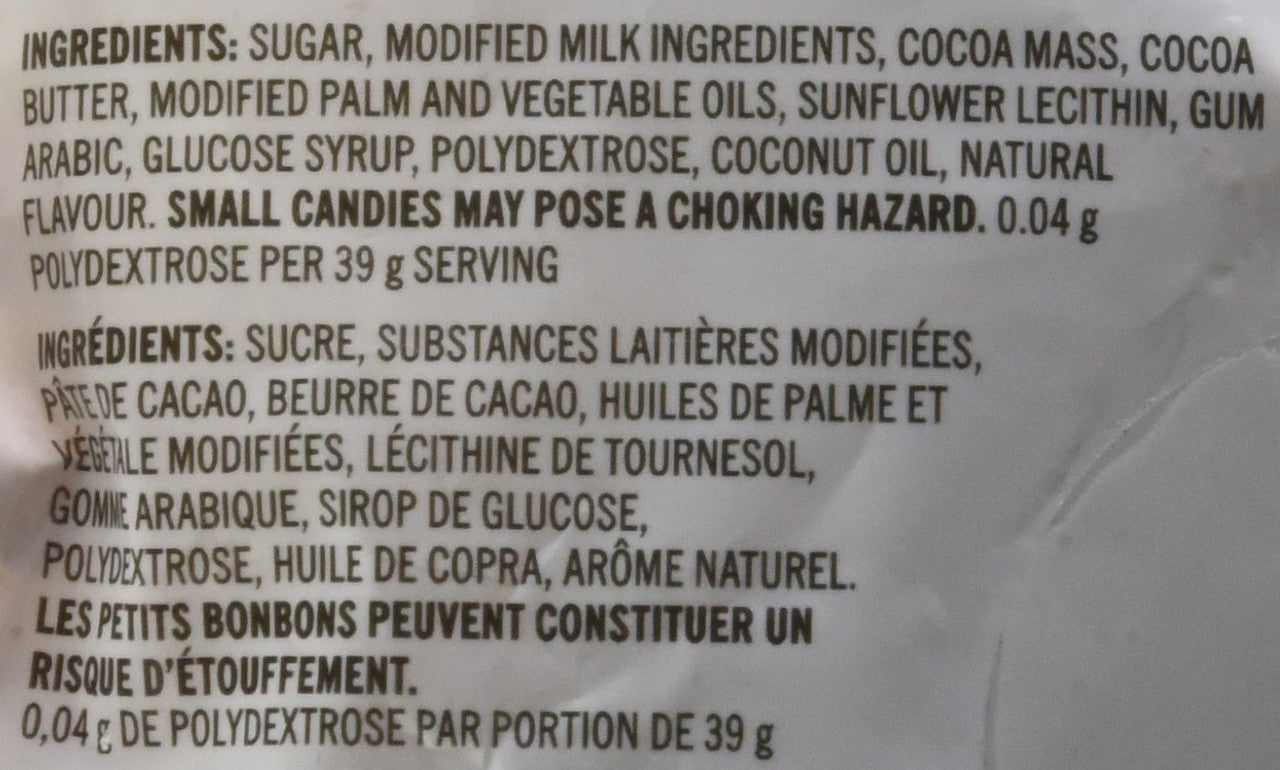 INGREDIENTS: SUGAR, MODIFIED MILK INGREDIENTS, COCOA MASS, COCOA
BUTTER, MODIFIED PALM AND VEGETABLE OILS, SUNFLOWER LECITHIN, GUM
ARABIC, GLUCOSE SYRUP, POLYDEXTROSE, COCONUT OIL, NATURAL
FLAVOUR. SMALL CANDIES MAY POSE A CHOKING HAZARD. 0.04 g
POLYDEXTROSE PER 39 g SERVING
INGRÉDIENTS: SUCRE, SUBSTANCES LAITIÈRES MODIFIÉES,
PÂTE DE CACAO, BEURRE DE CACAO, HUILES DE PALME ET
VÉGÉTALE MODIFIÉES, LÉCITHINE DE TOURNESOL,
GOMME ARABIQUE, SIROP DE GLUCOSE,
POLYDEXTROSE, HUILE DE COPRA, ARÔME NATUREL.
LES PETITS BONBONS PEUVENT CONSTITUER UN
RISQUE D'ÉTOUFFEMENT.
0,04 g DE POLYDEXTROSE PAR PORTION DE 39 g